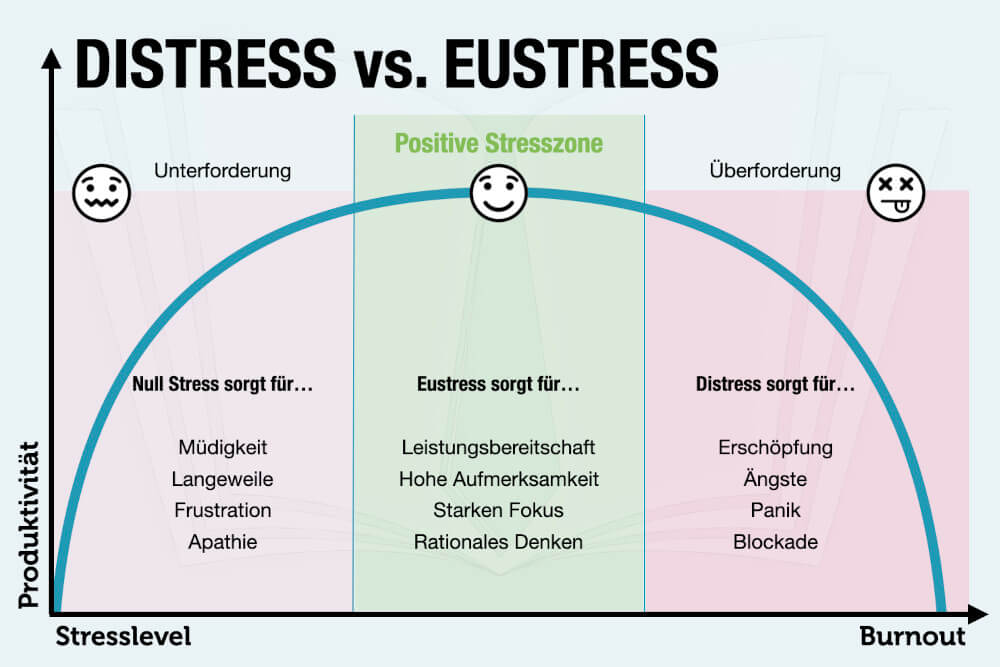 DISTRESS vs. EUSTRESS
Positive Stresszone
Unterforderung
Überforderung
Null Stress sorgt für…
Müdigkeit
Langeweile
Frustration
Apathie
Eustress sorgt für…
Leistungsbereitschaft
Hohe Aufmerksamkeit
Starken Fokus
Rationales Denken
Distress sorgt für…
Erschöpfung
Ängste
Panik
Blockade
Produktivität
Stresslevel
Burnout